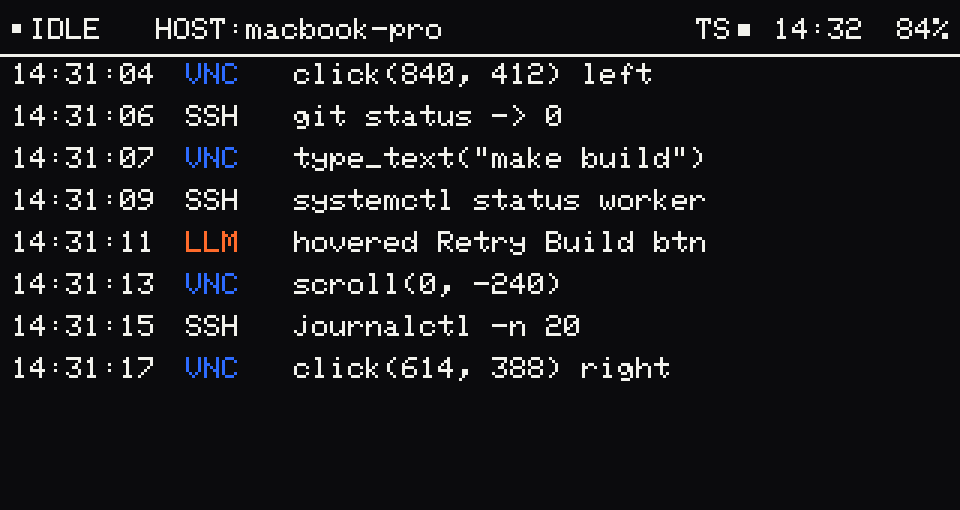 ▪IDLE HOST:macbook-pro TS▪ 14:32 84%
14:31:04 VNC click(840, 412) left
14:31:06 SSH git status -> 0
14:31:07 VNC type_text("make build")
14:31:09 SSH systemctl status worker
14:31:11 LLM hovered Retry Build btn
14:31:13 VNC scroll(0, -240)
14:31:15 SSH journalctl -n 20
14:31:17 VNC click(614, 388) right